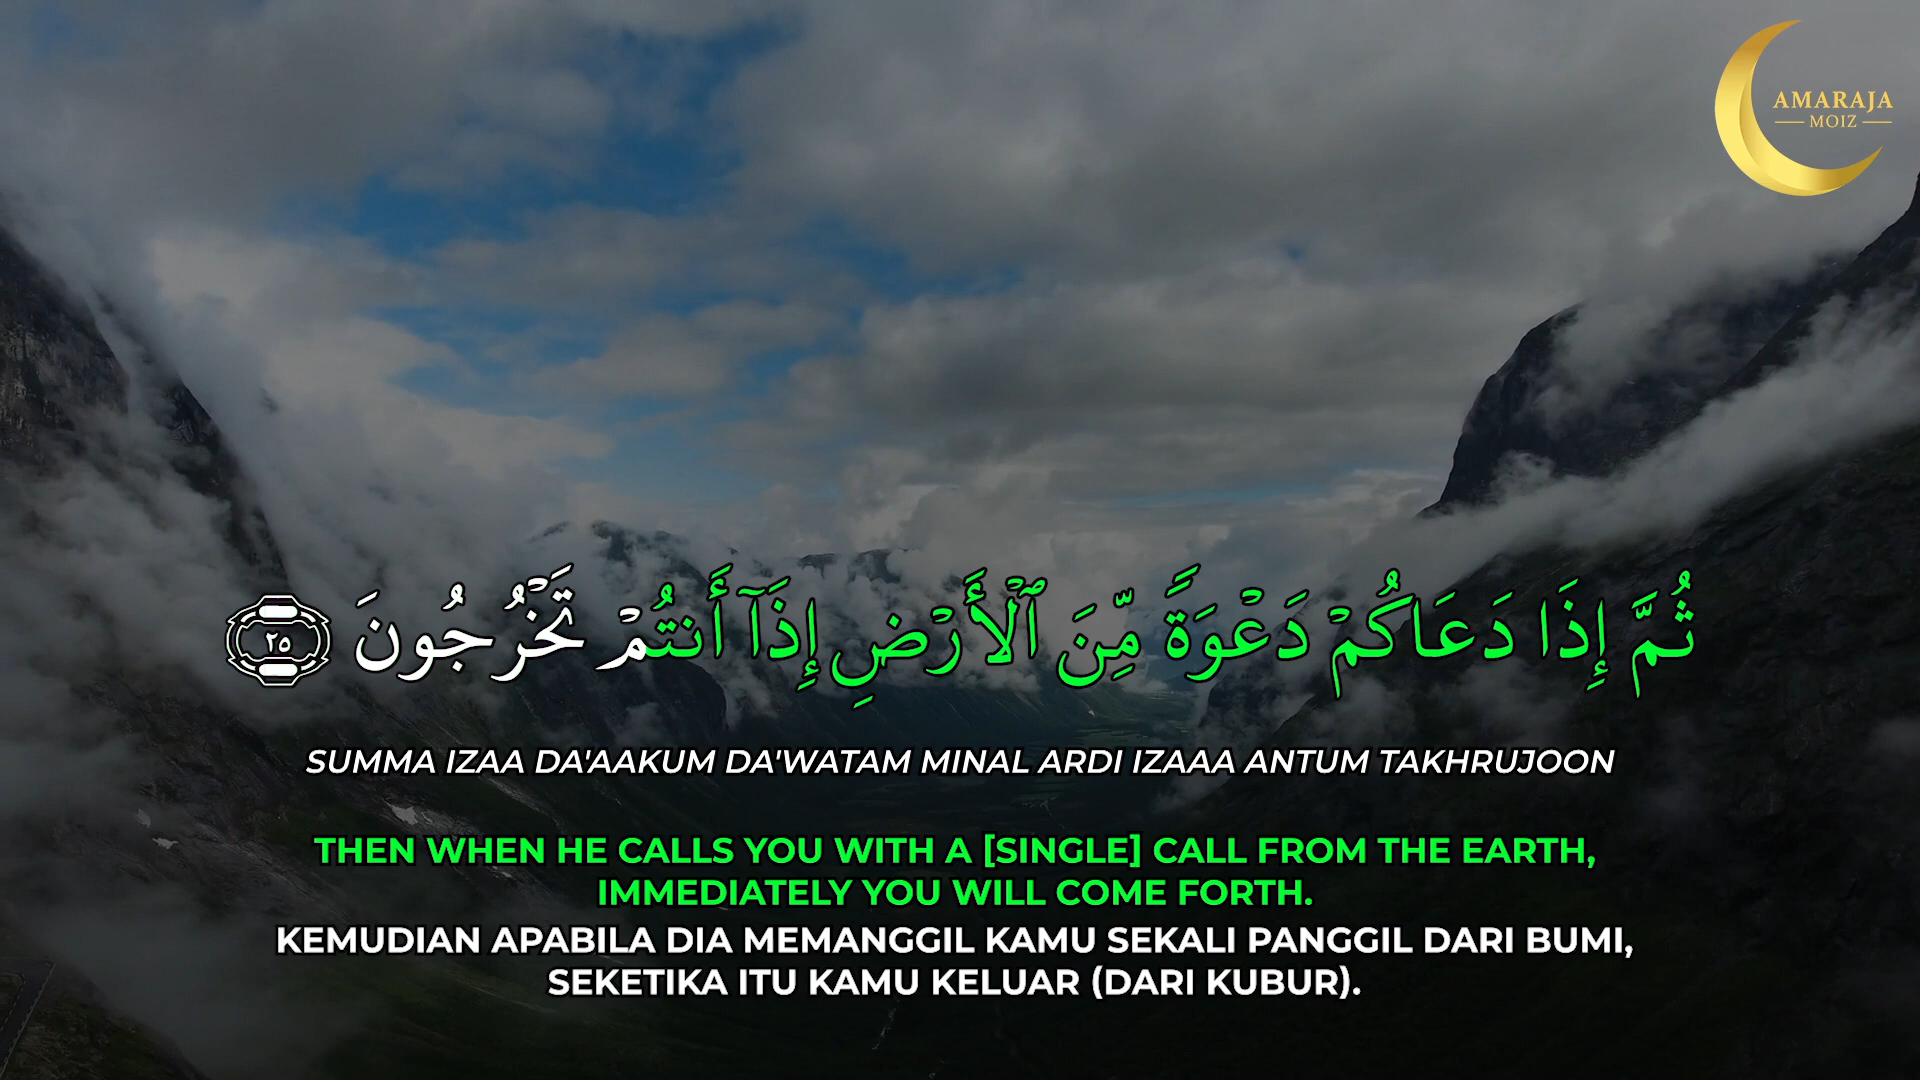 AMARAJA
MOIZ
ثُمَّ إِذَا دَعَاكُمْ دَعْوَةً مِّنَ ٱلْأَرْضِ إِذَآ أَنتُمْ تَخْرُجُونَ ٢٥
SUMMA IZAA DA'AAKUM DA'WATAM MINAL ARDI IZAAA ANTUM TAKHRUJOON
THEN WHEN HE CALLS YOU WITH A [SINGLE] CALL FROM THE EARTH,
IMMEDIATELY YOU WILL COME FORTH.
KEMUDIAN APABILA DIA MEMANGGIL KAMU SEKALI PANGGIL DARI BUMI,
SEKETIKA ITU KAMU KELUAR (DARI KUBUR).